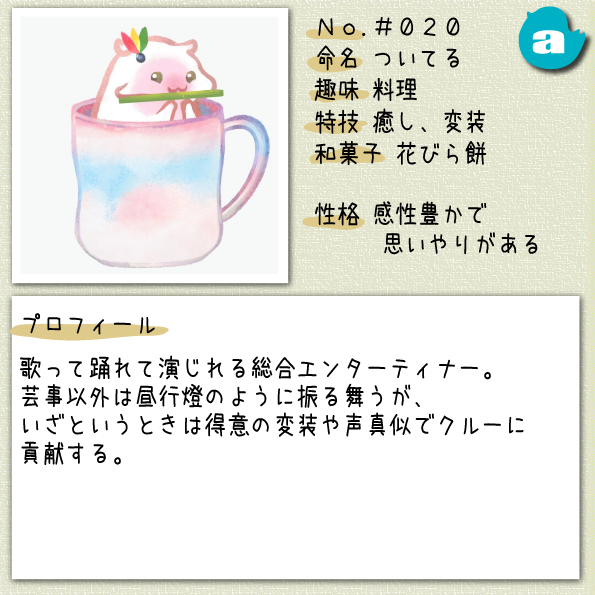 No.#020
命名 ついてる
趣味 料理
特技 癒し、変装
和菓子 花びら餅
性格 感性豊かで
思いやりがある
a
プロフィール
歌って踊れて演じれる総合エンターティナー。
芸事以外は昼行燈のように振る舞うが、
いざというときは得意の変装や声真似でクルーに
貢献する。